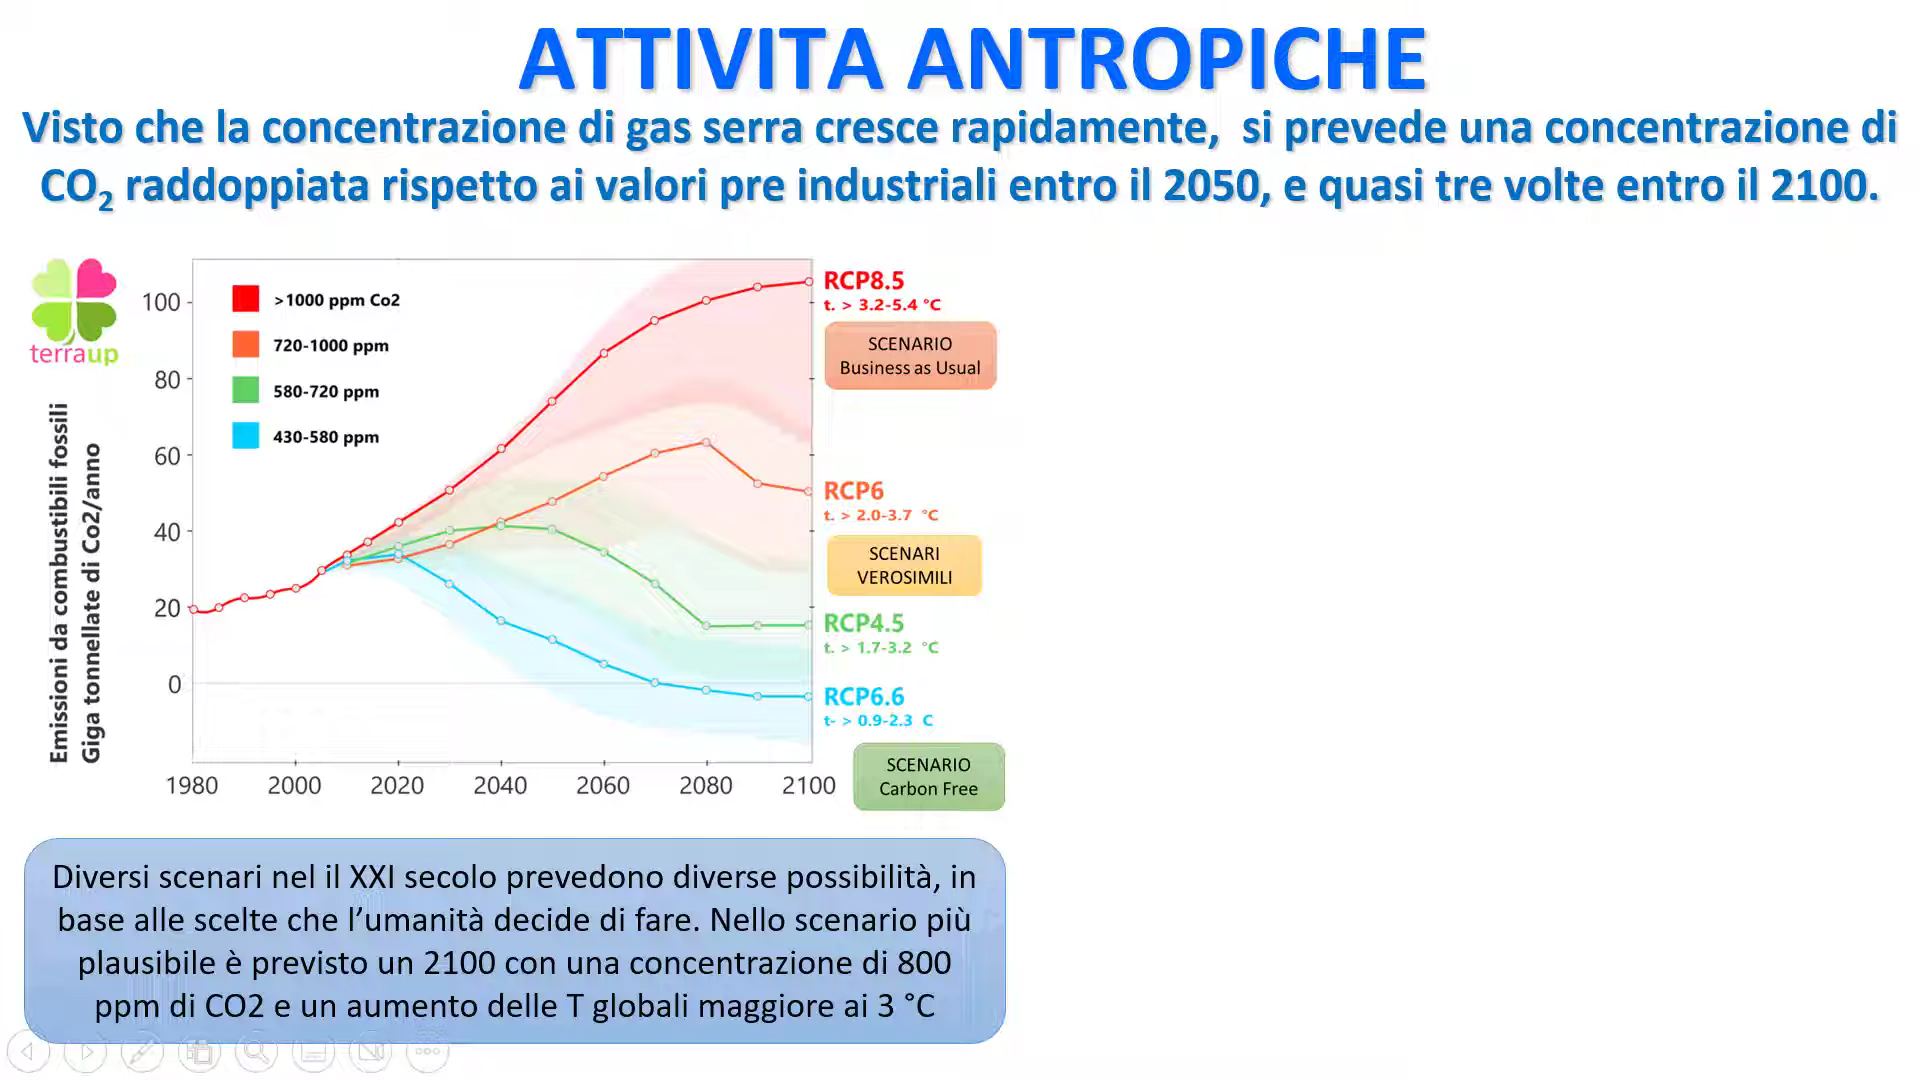 ATTIVITA ANTROPICHE
Visto che la concentrazione di gas serra cresce rapidamente, si prevede una concentrazione di
CO₂ raddoppiata rispetto ai valori pre industriali entro il 2050, e quasi tre volte entro il 2100.
terraup
Emissioni da combustibili fossili
Giga tonnellate di Co2/anno
100
80
60
40
20
0
>1000 ppm Co2
720-1000 ppm
580-720 ppm
430-580 ppm
1980 2000 2020 2040 2060 2080 2100
RCP8.5
t. > 3.2-5.4 °C
SCENARIO
Business as Usual
RCP6
t. > 2.0-3.7 °C
SCENARI
VEROSIMILI
RCP4.5
t. > 1.7-3.2 °C
RCP6.6
t- > 0.9-2.3 C
SCENARIO
Carbon Free
Diversi scenari nel il XXI secolo prevedono diverse possibilità, in
base alle scelte che l’umanità decide di fare. Nello scenario più
plausibile è previsto un 2100 con una concentrazione di 800
ppm di CO2 e un aumento delle T globali maggiore ai 3 °C